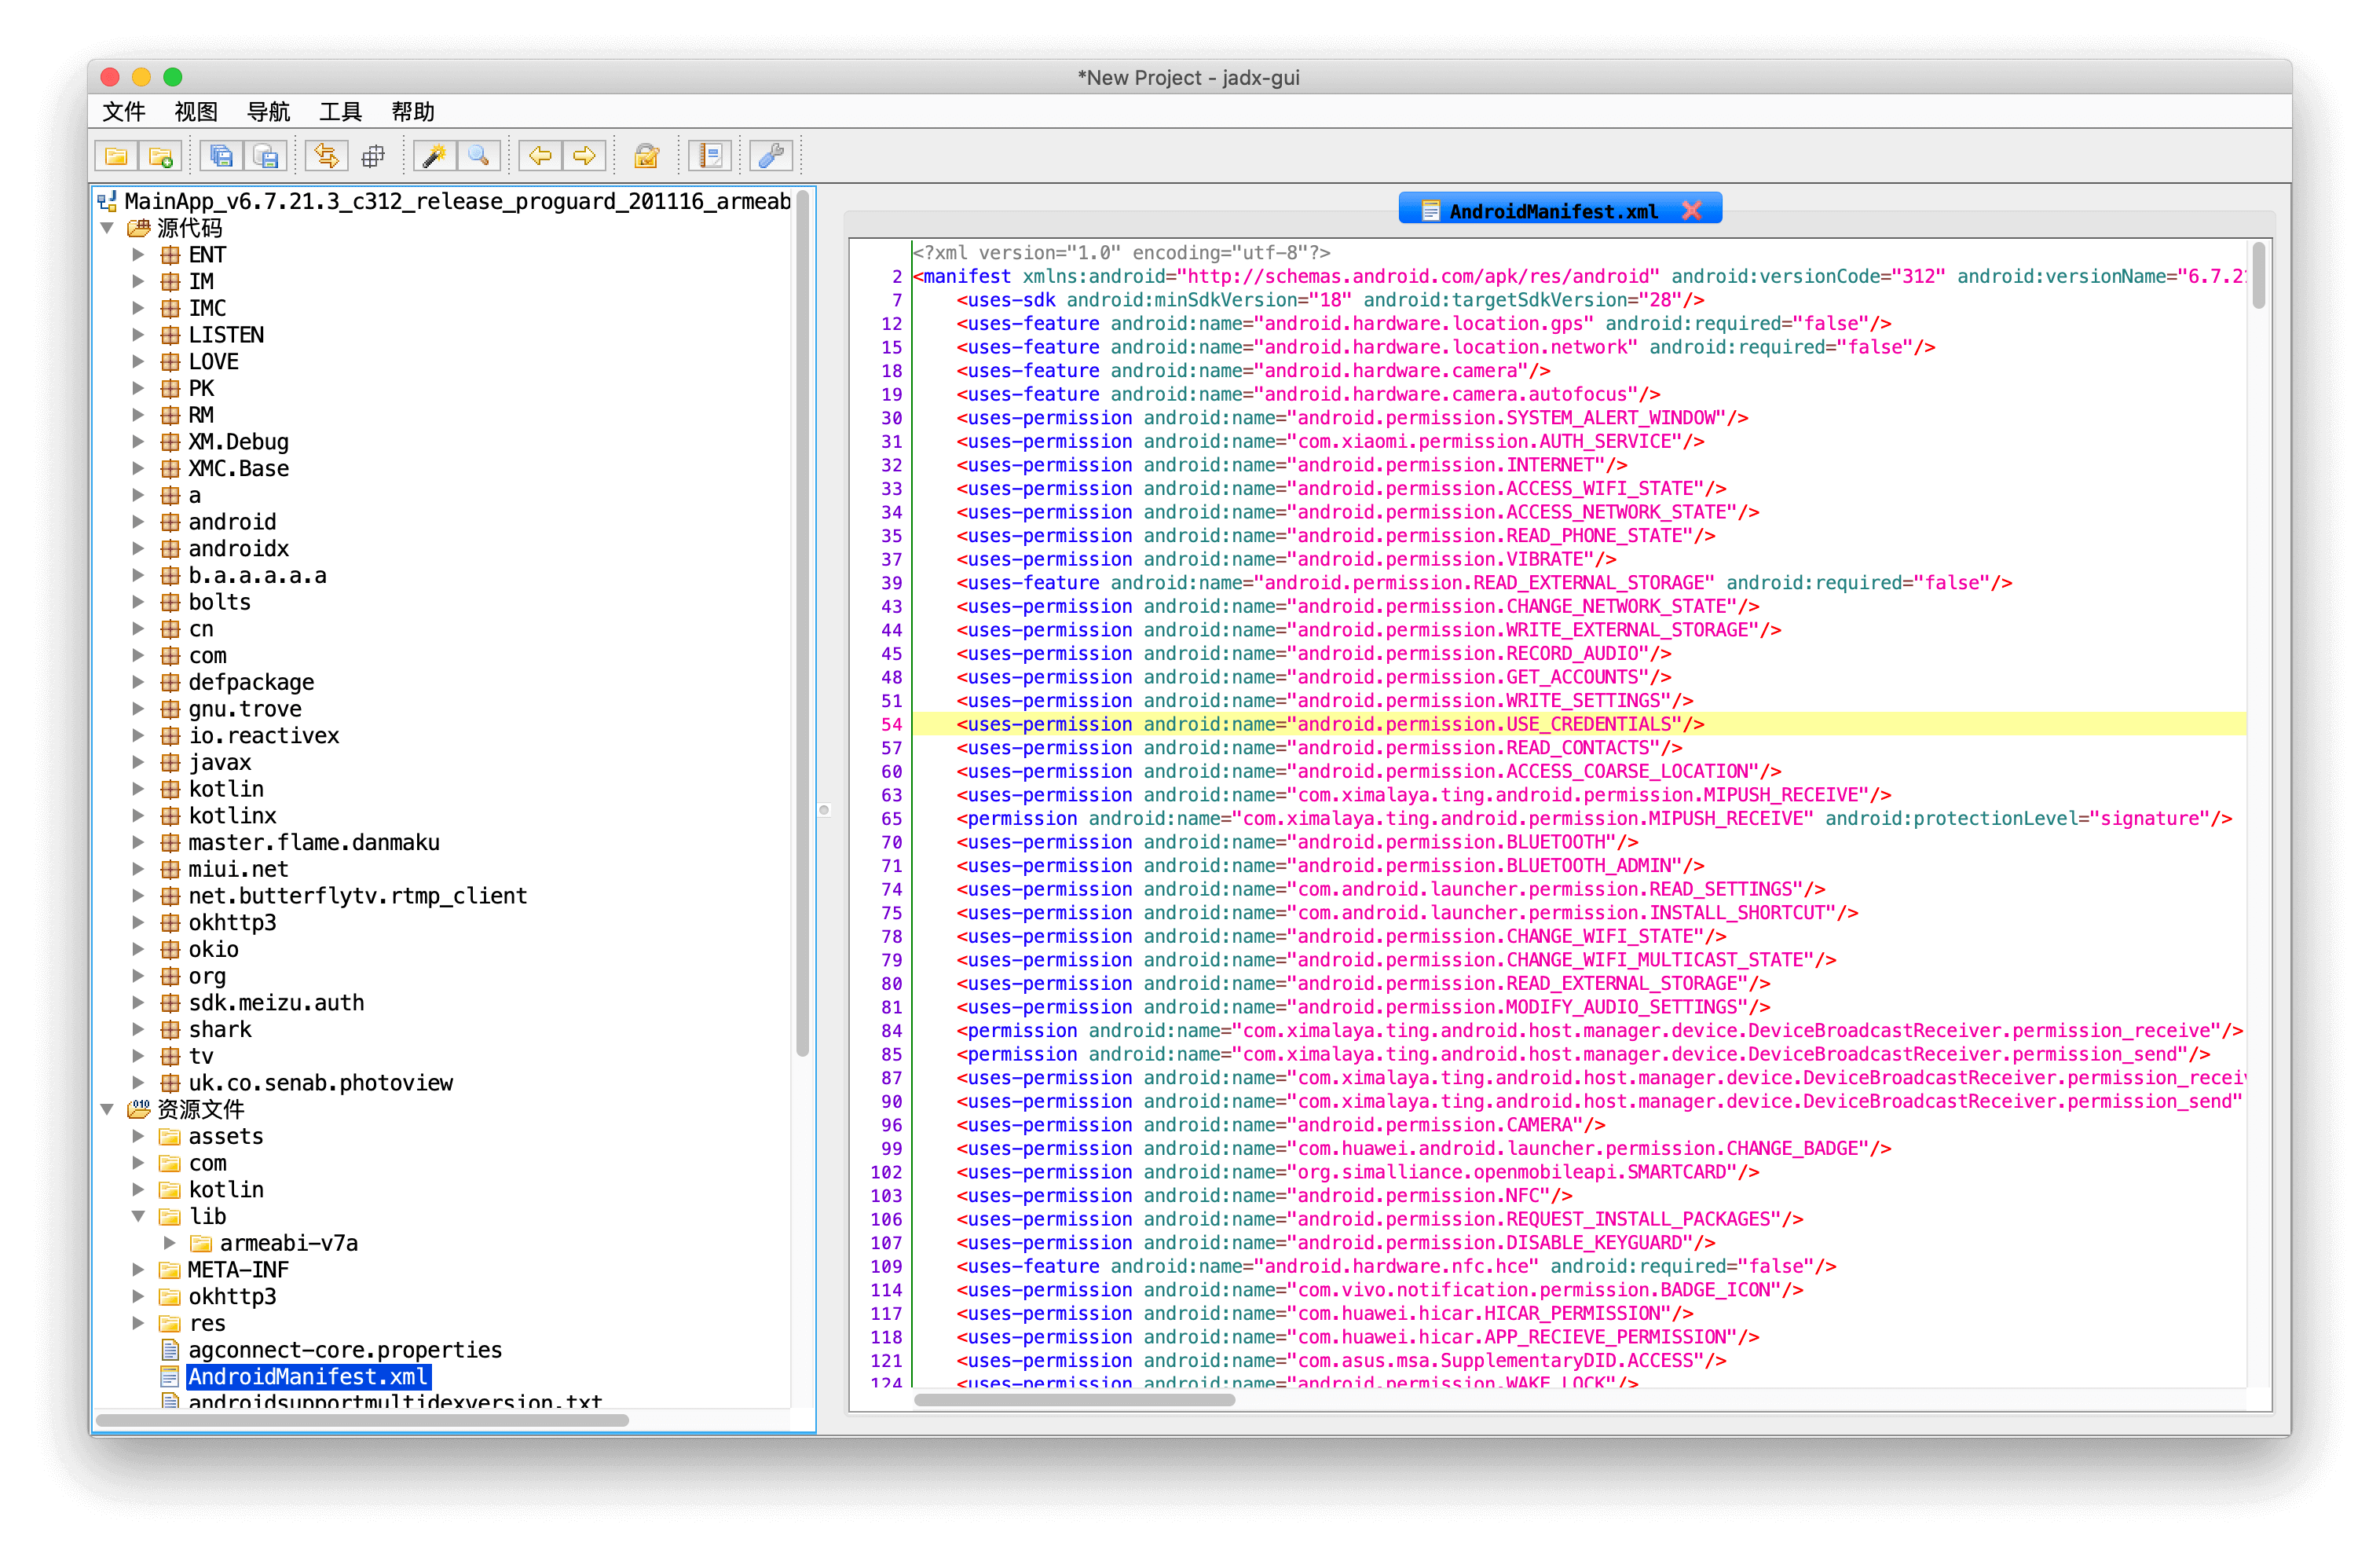 *New Project - jadx-gui
文件 视图 导航 工具 帮助
MainApp_v6.7.21.3_c312_release_proguard_201116_armeab
源代码
ENT
IM
IMC
LISTEN
LOVE
PK
RM
XM.Debug
XMC.Base
a
android
androidx
b.a.a.a.a.a
bolts
cn
com
defpackage
gnu.trove
io.reactivex
javax
kotlin
kotlinx
master.flame.danmaku
miui.net
net.butterflytv.rtmp_client
okhttp3
okio
org
sdk.meizu.auth
shark
tv
uk.co.senab.photoview
资源文件
assets
com
kotlin
lib
armeabi-v7a
META-INF
okhttp3
res
agconnect-core.properties
AndroidManifest.xml
androidsupportmultidexversion.txt
AndroidManifest.xml
<?xml version="1.0" encoding="utf-8"?>
2 <manifest xmlns:android="http://schemas.android.com/apk/res/android" android:versionCode="312" android:versionName="6.7.21
7 <uses-sdk android:minSdkVersion="18" android:targetSdkVersion="28"/>
12 <uses-feature android:name="android.hardware.location.gps" android:required="false"/>
15 <uses-feature android:name="android.hardware.location.network" android:required="false"/>
18 <uses-feature android:name="android.hardware.camera"/>
19 <uses-feature android:name="android.hardware.camera.autofocus"/>
30 <uses-permission android:name="android.permission.SYSTEM_ALERT_WINDOW"/>
31 <uses-permission android:name="com.xiaomi.permission.AUTH_SERVICE"/>
32 <uses-permission android:name="android.permission.INTERNET"/>
33 <uses-permission android:name="android.permission.ACCESS_WIFI_STATE"/>
34 <uses-permission android:name="android.permission.ACCESS_NETWORK_STATE"/>
35 <uses-permission android:name="android.permission.READ_PHONE_STATE"/>
37 <uses-permission android:name="android.permission.VIBRATE"/>
39 <uses-feature android:name="android.permission.READ_EXTERNAL_STORAGE" android:required="false"/>
43 <uses-permission android:name="android.permission.CHANGE_NETWORK_STATE"/>
44 <uses-permission android:name="android.permission.WRITE_EXTERNAL_STORAGE"/>
45 <uses-permission android:name="android.permission.RECORD_AUDIO"/>
48 <uses-permission android:name="android.permission.GET_ACCOUNTS"/>
51 <uses-permission android:name="android.permission.WRITE_SETTINGS"/>
54 <uses-permission android:name="android.permission.USE_CREDENTIALS"/>
57 <uses-permission android:name="android.permission.READ_CONTACTS"/>
60 <uses-permission android:name="android.permission.ACCESS_COARSE_LOCATION"/>
63 <uses-permission android:name="com.ximalaya.ting.android.permission.MIPUSH_RECEIVE"/>
65 <permission android:name="com.ximalaya.ting.android.permission.MIPUSH_RECEIVE" android:protectionLevel="signature"/>
70 <uses-permission android:name="android.permission.BLUETOOTH"/>
71 <uses-permission android:name="android.permission.BLUETOOTH_ADMIN"/>
74 <uses-permission android:name="com.android.launcher.permission.READ_SETTINGS"/>
75 <uses-permission android:name="com.android.launcher.permission.INSTALL_SHORTCUT"/>
78 <uses-permission android:name="android.permission.CHANGE_WIFI_STATE"/>
79 <uses-permission android:name="android.permission.CHANGE_WIFI_MULTICAST_STATE"/>
80 <uses-permission android:name="android.permission.READ_EXTERNAL_STORAGE"/>
81 <uses-permission android:name="android.permission.MODIFY_AUDIO_SETTINGS"/>
84 <permission android:name="com.ximalaya.ting.android.host.manager.device.DeviceBroadcastReceiver.permission_receive"/>
85 <permission android:name="com.ximalaya.ting.android.host.manager.device.DeviceBroadcastReceiver.permission_send"/>
87 <uses-permission android:name="com.ximalaya.ting.android.host.manager.device.DeviceBroadcastReceiver.permission_receiv
90 <uses-permission android:name="com.ximalaya.ting.android.host.manager.device.DeviceBroadcastReceiver.permission_send"
96 <uses-permission android:name="android.permission.CAMERA"/>
99 <uses-permission android:name="com.huawei.android.launcher.permission.CHANGE_BADGE"/>
102 <uses-permission android:name="org.simalliance.openmobileapi.SMARTCARD"/>
103 <uses-permission android:name="android.permission.NFC"/>
106 <uses-permission android:name="android.permission.REQUEST_INSTALL_PACKAGES"/>
107 <uses-permission android:name="android.permission.DISABLE_KEYGUARD"/>
109 <uses-feature android:name="android.hardware.nfc.hce" android:required="false"/>
114 <uses-permission android:name="com.vivo.notification.permission.BADGE_ICON"/>
117 <uses-permission android:name="com.huawei.hicar.HICAR_PERMISSION"/>
118 <uses-permission android:name="com.huawei.hicar.APP_RECIEVE_PERMISSION"/>
121 <uses-permission android:name="com.asus.msa.SupplementaryDID.ACCESS"/>
124 <uses-permission android:name="android.permission.WAKE_LOCK"/>